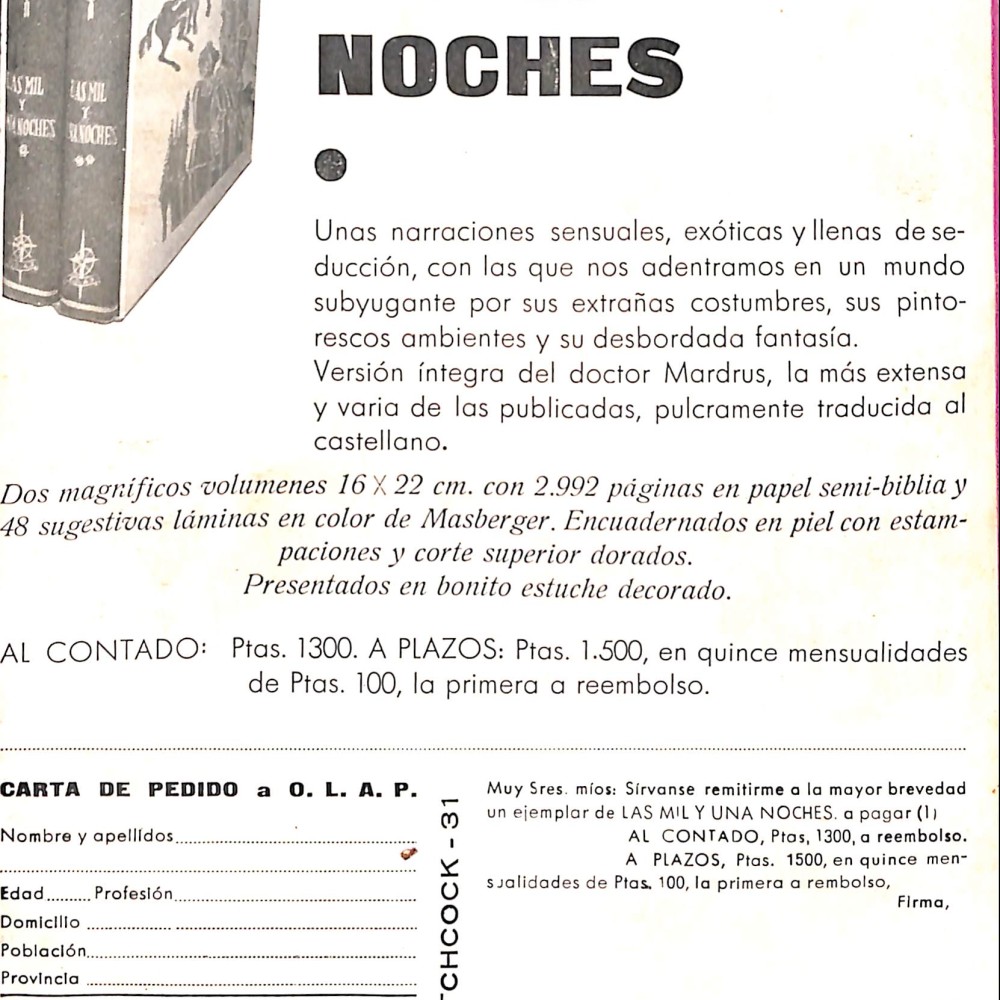 LAS MIL
Y
UNA NOCHES
*
LAS MIL
Y
UNA NOCHES
**
NOCHES
Unas narraciones sensuales, exóticas y llenas de se-
ducción, con las que nos adentramos en un mundo
subyugante por sus extrañas costumbres, sus pinto-
rescos ambientes y su desbordada fantasía.
Versión íntegra del doctor Mardrus, la más extensa
y varia de las publicadas, pulcramente traducida al
castellano.
Dos magníficos volumenes 16 X 22 cm. con 2.992 páginas en papel semi-biblia y
48 sugestivas láminas en color de Masberger. Encuadernados en piel con estam-
paciones y corte superior dorados.
Presentados en bonito estuche decorado.
AL CONTADO: Ptas. 1300. A PLAZOS: Ptas. 1.500, en quince mensualidades
de Ptas. 100, la primera a reembolso.
CARTA DE PEDIDO a O. L. A. P.
Nombre y apellidos
Edad........ Profesión
Domicilio
Población
Provincia
TCHCOCK - 31
Muy Sres. míos: Sírvanse remitirme a la mayor brevedad
un ejemplar de LAS MIL Y UNA NOCHES. a pagar (1)
AL CONTADO, Ptas, 1300, a reembolso.
A PLAZOS, Ptas. 1500, en quince men-
sualidades de Ptas. 100, la primera a rembolso,
Firma,